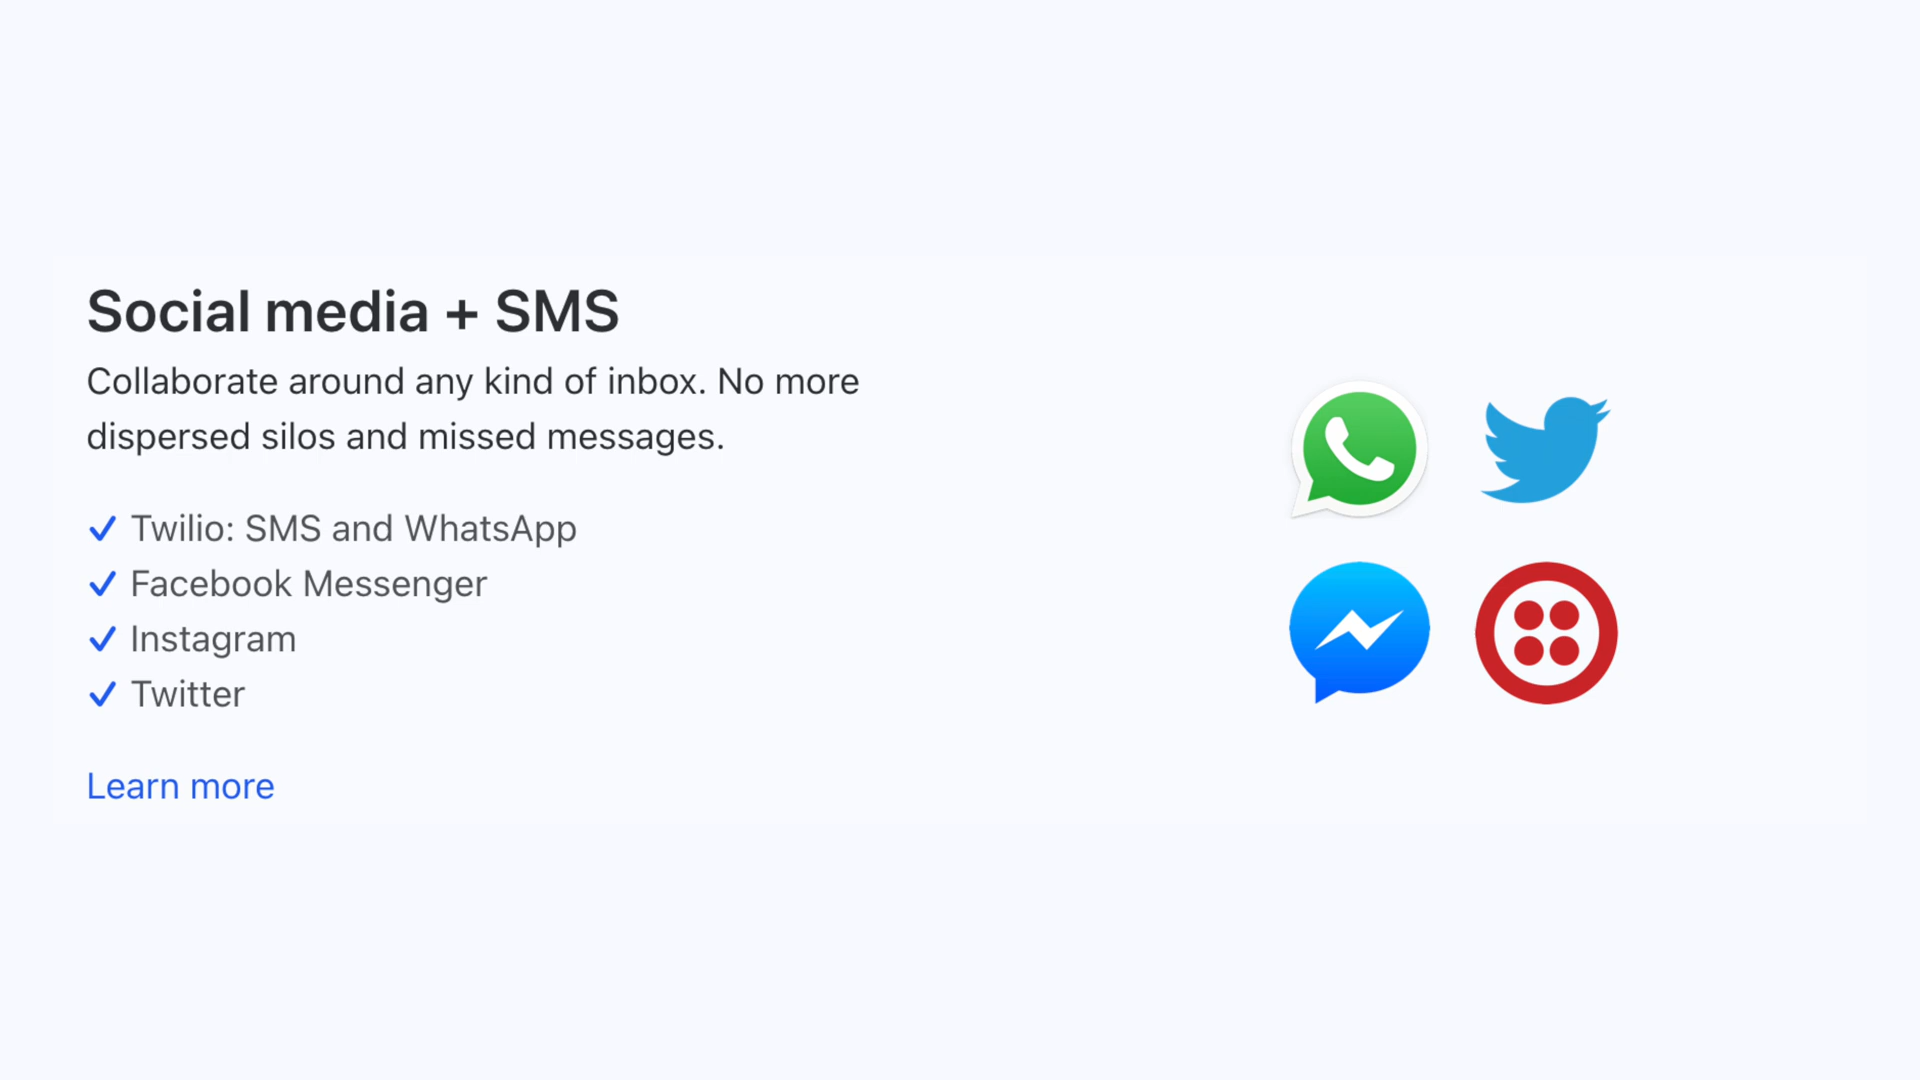 Social media + SMS
Collaborate around any kind of inbox. No more
dispersed silos and missed messages.
Twilio: SMS and WhatsApp
Facebook Messenger
Instagram
Twitter
Learn more